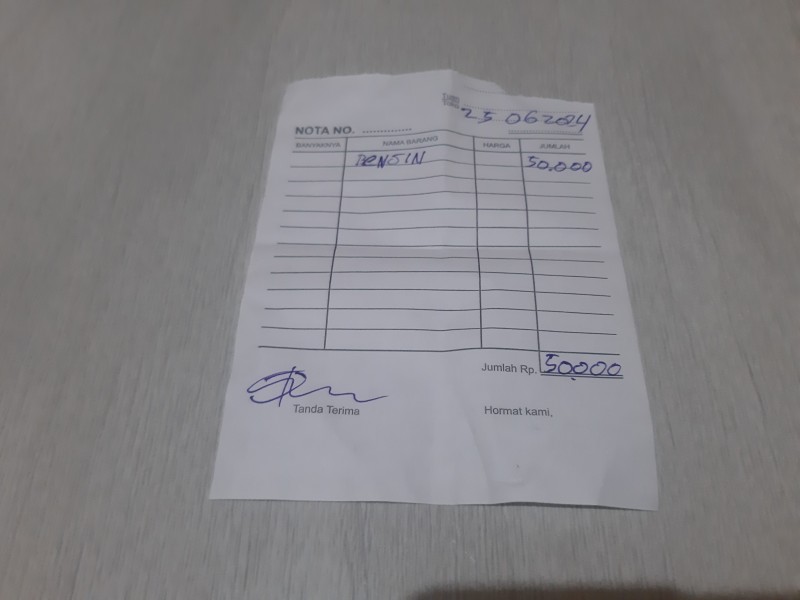 25 06 2024
NOTA NO. ..............
BANYAKNYA NAMA BARANG HARGA JUMLAH
BENSIN 50.000
Jumlah Rp. 50.000
Tanda Terima Hormat kami,